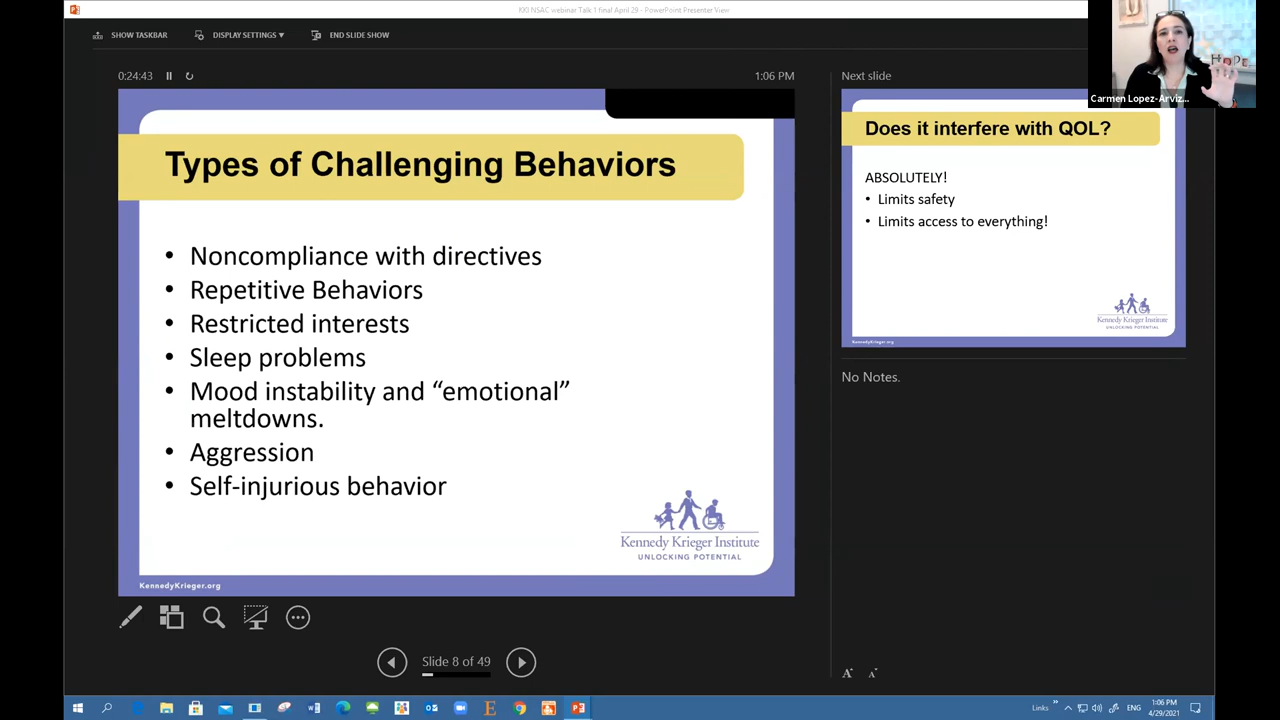 KKI NSAC webinar Talk 1 final April 29 - PowerPoint Presenter View
SHOW TASKBAR
DISPLAY SETTINGS
END SLIDE SHOW
HOPE
Carmen Lopez-Arviz...
0:24:43
1:06 PM
Next slide
Types of Challenging Behaviors
• Noncompliance with directives
• Repetitive Behaviors
• Restricted interests
• Sleep problems
• Mood instability and “emotional”
meltdowns.
• Aggression
• Self-injurious behavior
Kennedy Krieger Institute
UNLOCKING POTENTIAL
KennedyKrieger.org
Does it interfere with QOL?
ABSOLUTELY!
• Limits safety
• Limits access to everything!
Kennedy Krieger Institute
UNLOCKING POTENTIAL
KennedyKrieger.org
No Notes.
Slide 8 of 49
A A
Links
ENG
1:06 PM
4/29/2021